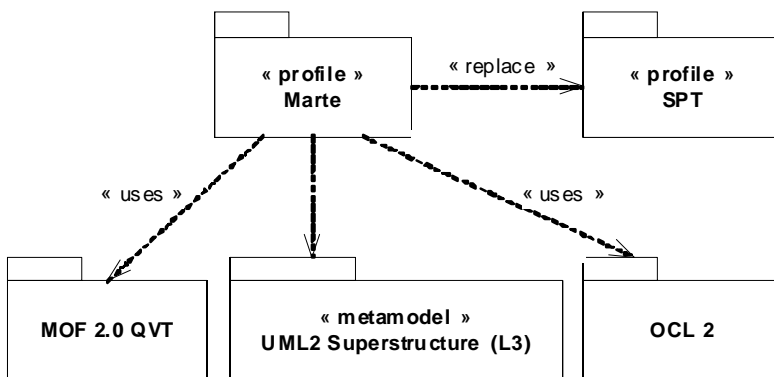 « profile »
Marte
« replace »
« profile »
SPT
« uses »
« uses »
MOF 2.0 QVT
« metamodel »
UML2 Superstructure (L3)
OCL 2